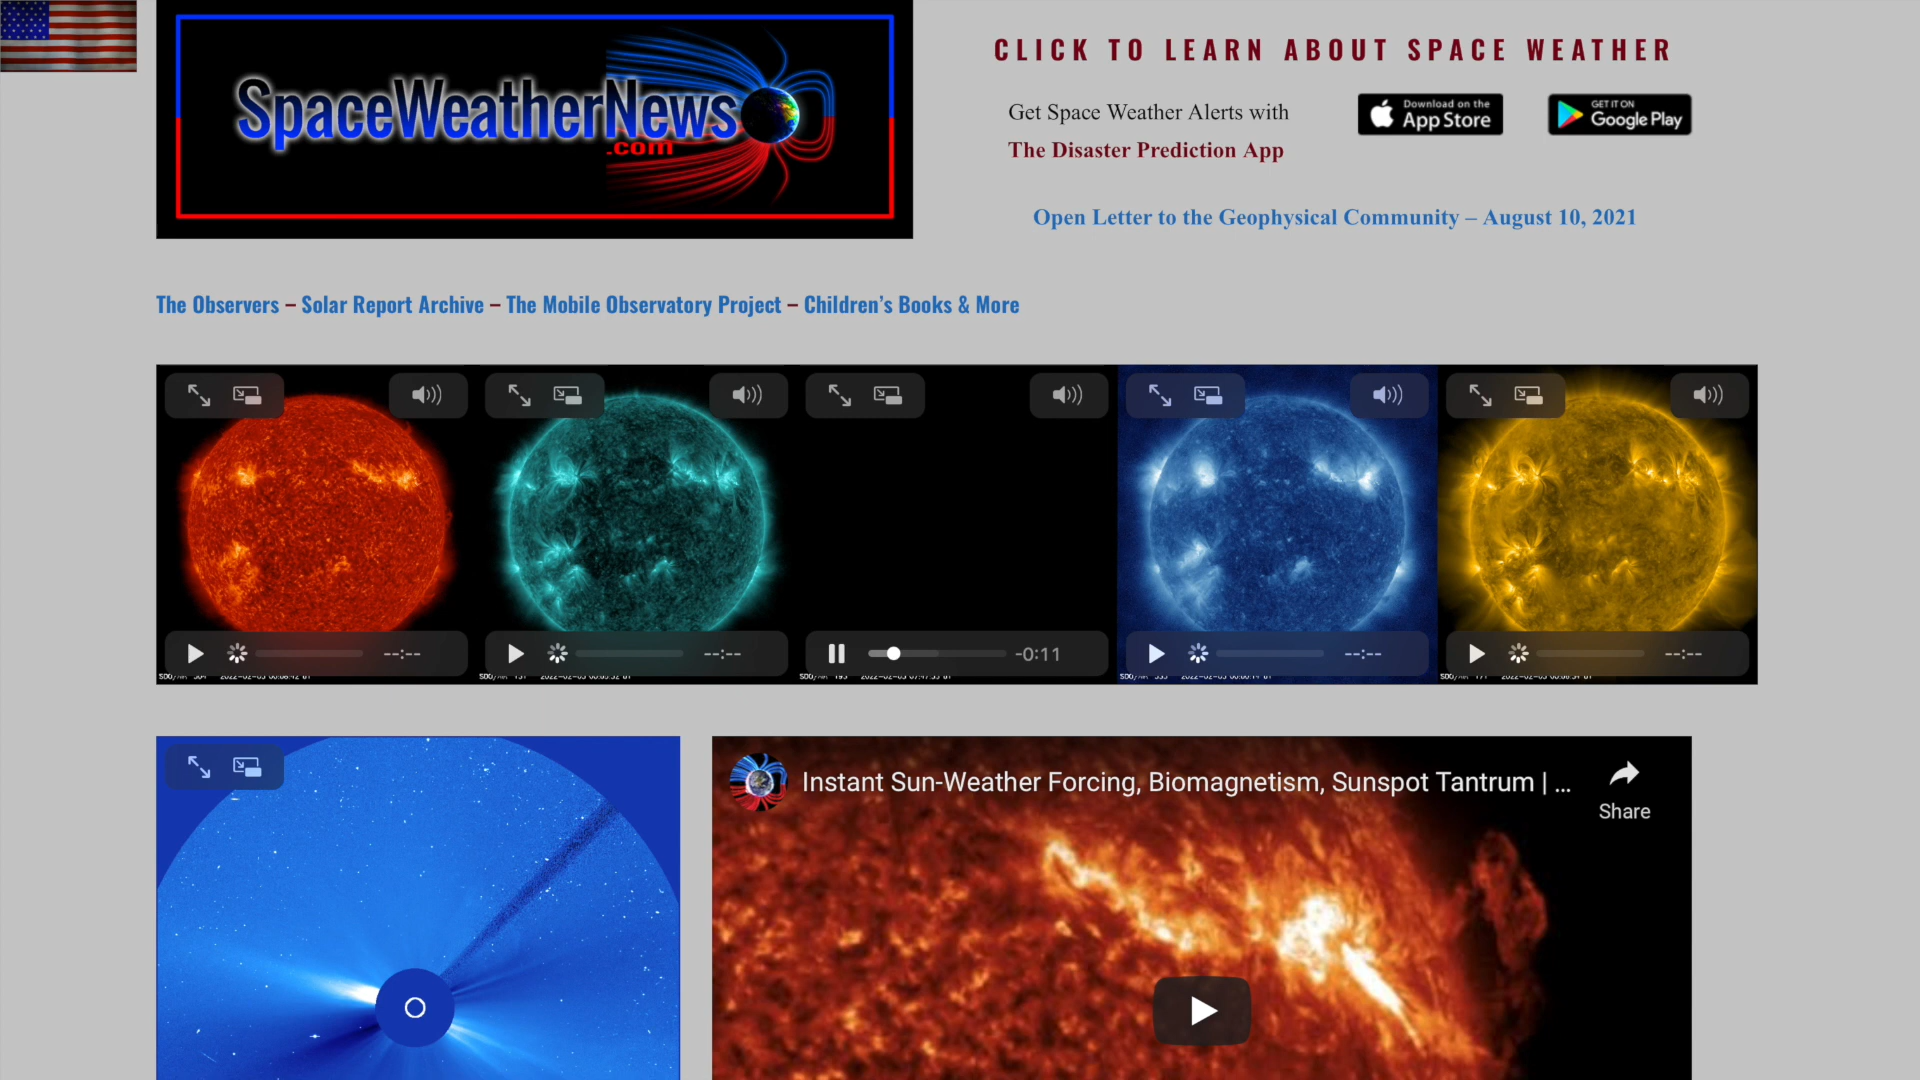 CLICK TO LEARN ABOUT SPACE WEATHER
SpaceWeatherNews
.com
Get Space Weather Alerts with
The Disaster Prediction App
Download on the
App Store
GET IT ON
Google Play
Open Letter to the Geophysical Community – August 10, 2021
The Observers – Solar Report Archive – The Mobile Observatory Project – Children's Books & More
--:--
--:--
-0:11
--:--
--:--
Instant Sun-Weather Forcing, Biomagnetism, Sunspot Tantrum | ...
Share